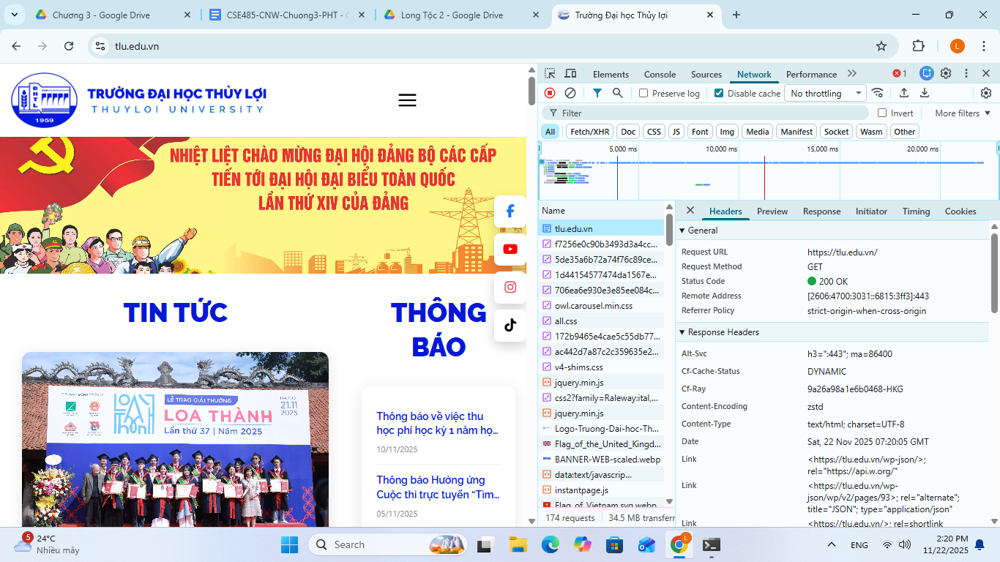 Chương 3 - Google Drive
CSE485-CNW-Chuong3-PHT - G
Long Tộc 2 - Google Drive
Trường Đại học Thủy lợi
tlu.edu.vn
L
TRƯỜNG ĐẠI HỌC THỦY LỢI
THUYLOI UNIVERSITY
1959
NHIỆT LIỆT CHÀO MỪNG ĐẠI HỘI ĐẢNG BỘ CÁC CẤP
TIẾN TỚI ĐẠI HỘI ĐẠI BIỂU TOÀN QUỐC
LẦN THỨ XIV CỦA ĐẢNG
TIN TỨC
THÔNG
BÁO
LOA THÀNH
LỄ TRAO GIẢI THƯỞNG
LOA THÀNH
Lần thứ 37 | Năm 2025
HÀ NỘI
21.11
2025
Thông báo về việc thu
học phí học kỳ 1 năm họ...
10/11/2025
Thông báo Hưởng ứng
Cuộc thi trực tuyến “Tìm...
05/11/2025
Elements
Console
Sources
Network
Performance
1
Preserve log
Disable cache
No throttling
Filter
Invert
More filters
All
Fetch/XHR
Doc
CSS
JS
Font
Img
Media
Manifest
Socket
Wasm
Other
5,000 ms
10,000 ms
15,000 ms
20,000 ms
Name
tlu.edu.vn
f7256e0c90b3493d3a4cc...
5de35a6b72a74f76c89ce...
1d44154577474da1567e...
706ea6e930e3e85ee084c...
owl.carousel.min.css
all.css
172b9465e4cae5c55db77...
ac442d7a87c2c359635e2...
v4-shims.css
jquery.min.js
css2?family=Raleway:ital,...
jquery.min.js
Logo-Truong-Dai-hoc-Th...
Flag_of_the_United_Kingd...
BANNER-WEB-scaled.webp
data:text/javascrip...
instantpage.js
Flag_of_Vietnam.svg.webp
174 requests
34.5 MB transferr
Headers
Preview
Response
Initiator
Timing
Cookies
General
Request URL
https://tlu.edu.vn/
Request Method
GET
Status Code
200 OK
Remote Address
[2606:4700:3031::6815:3ff3]:443
Referrer Policy
strict-origin-when-cross-origin
Response Headers
Alt-Svc
h3=":443"; ma=86400
Cf-Cache-Status
DYNAMIC
Cf-Ray
9a26a98a1e6b0468-HKG
Content-Encoding
zstd
Content-Type
text/html; charset=UTF-8
Date
Sat, 22 Nov 2025 07:20:05 GMT
Link
<https://tlu.edu.vn/wp-json/>;
rel="https://api.w.org/"
Link
<https://tlu.edu.vn/wp-
json/wp/v2/pages/93>; rel="alternate";
title="JSON"; type="application/json"
Link
<https://tlu.edu.vn/>; rel=shortlink
5
24°C
Nhiều mây
Search
L
ENG
2:20 PM
11/22/2025